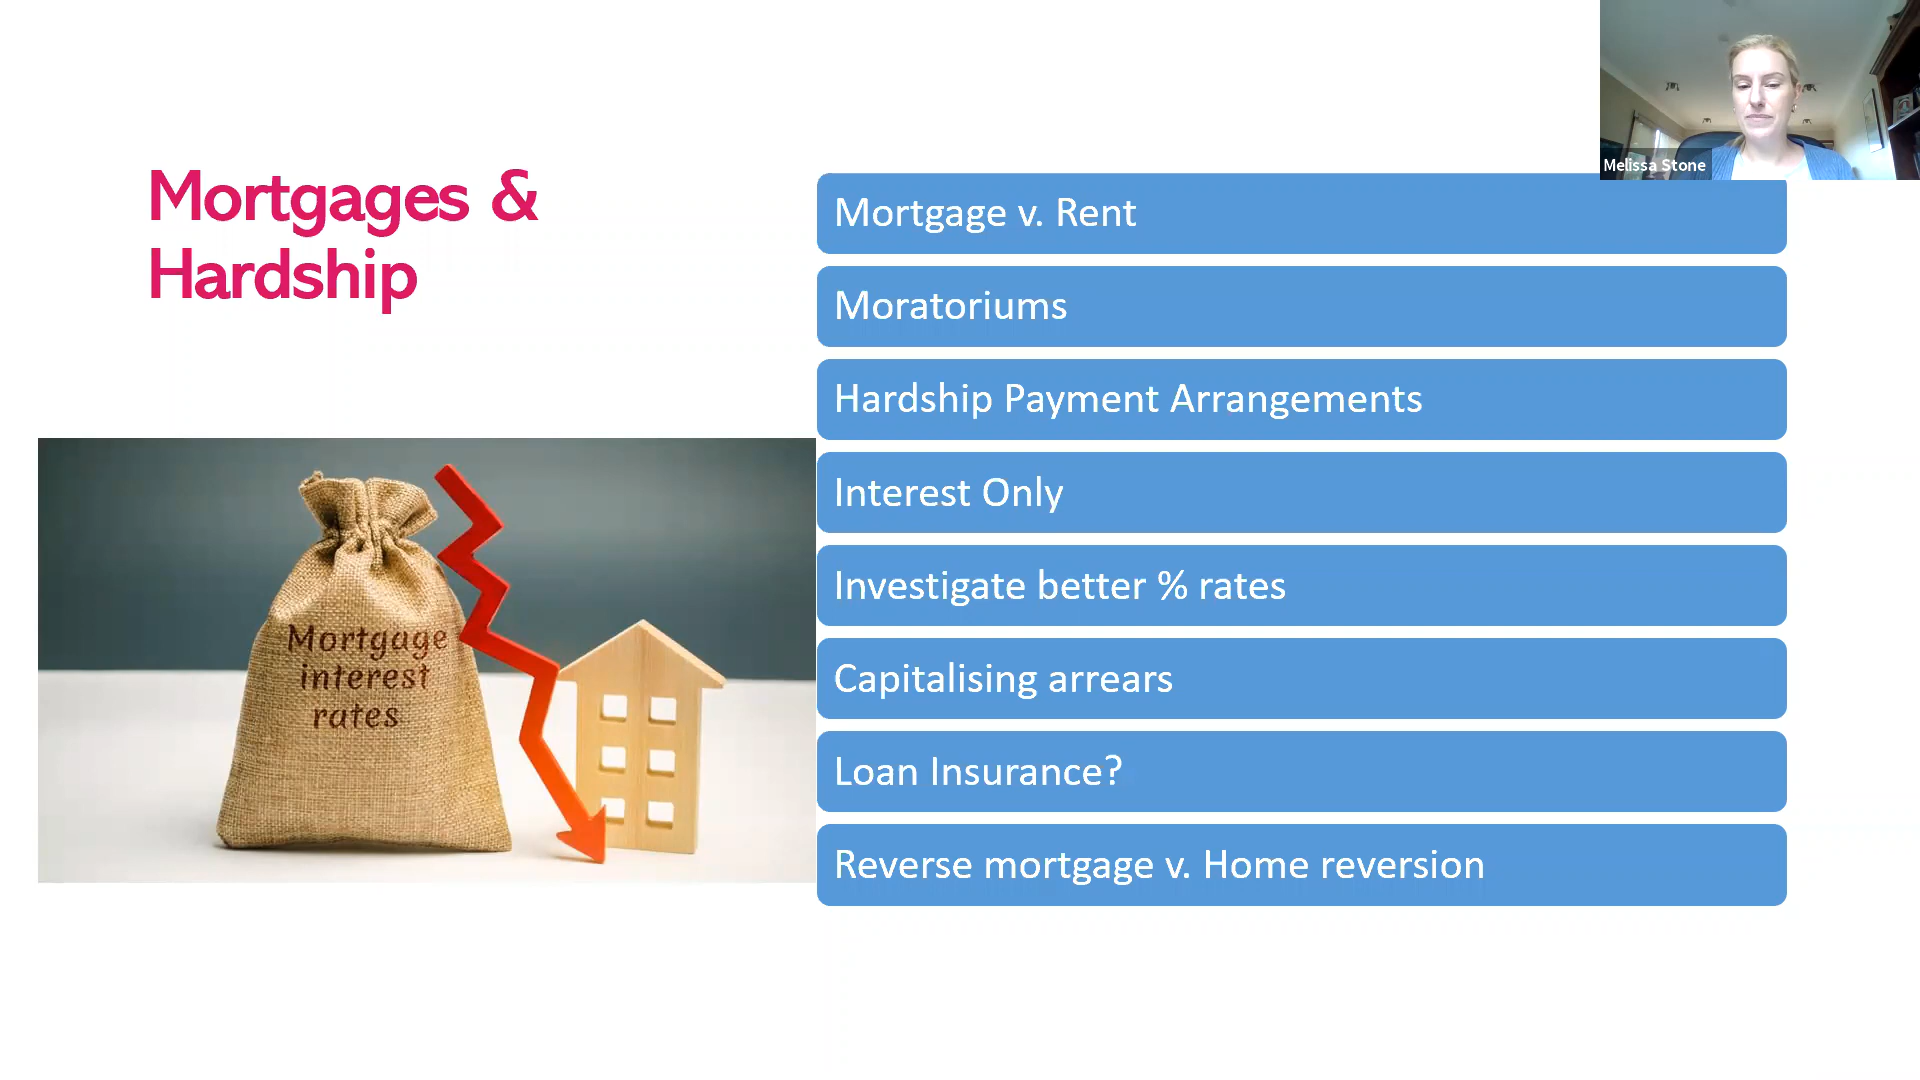 Mortgages &
Hardship
Mortgage
interest
rates
Mortgage v. Rent
Moratoriums
Hardship Payment Arrangements
Interest Only
Investigate better % rates
Capitalising arrears
Loan Insurance?
Reverse mortgage v. Home reversion
Melissa Stone